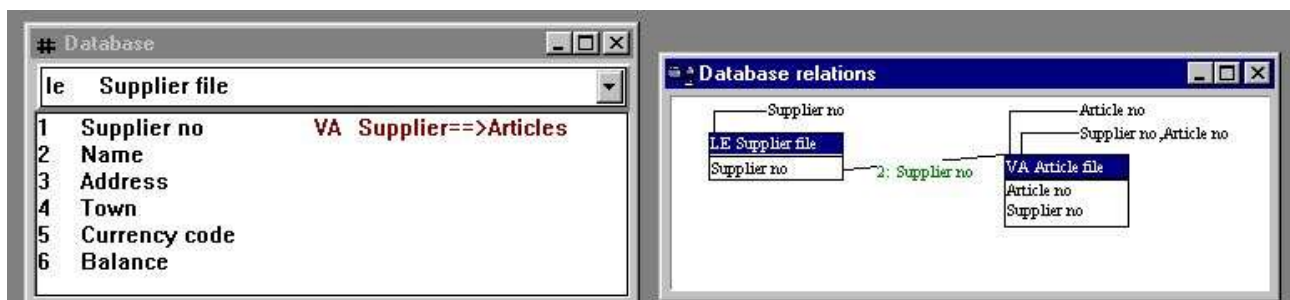 Database
le Supplier file
1 Supplier no VA Supplier==>Articles
2 Name
3 Address
4 Town
5 Currency code
6 Balance
Database relations
Supplier no
LE Supplier file
Supplier no
2: Supplier no
Article no
Supplier no,Article no
VA Article file
Article no
Supplier no